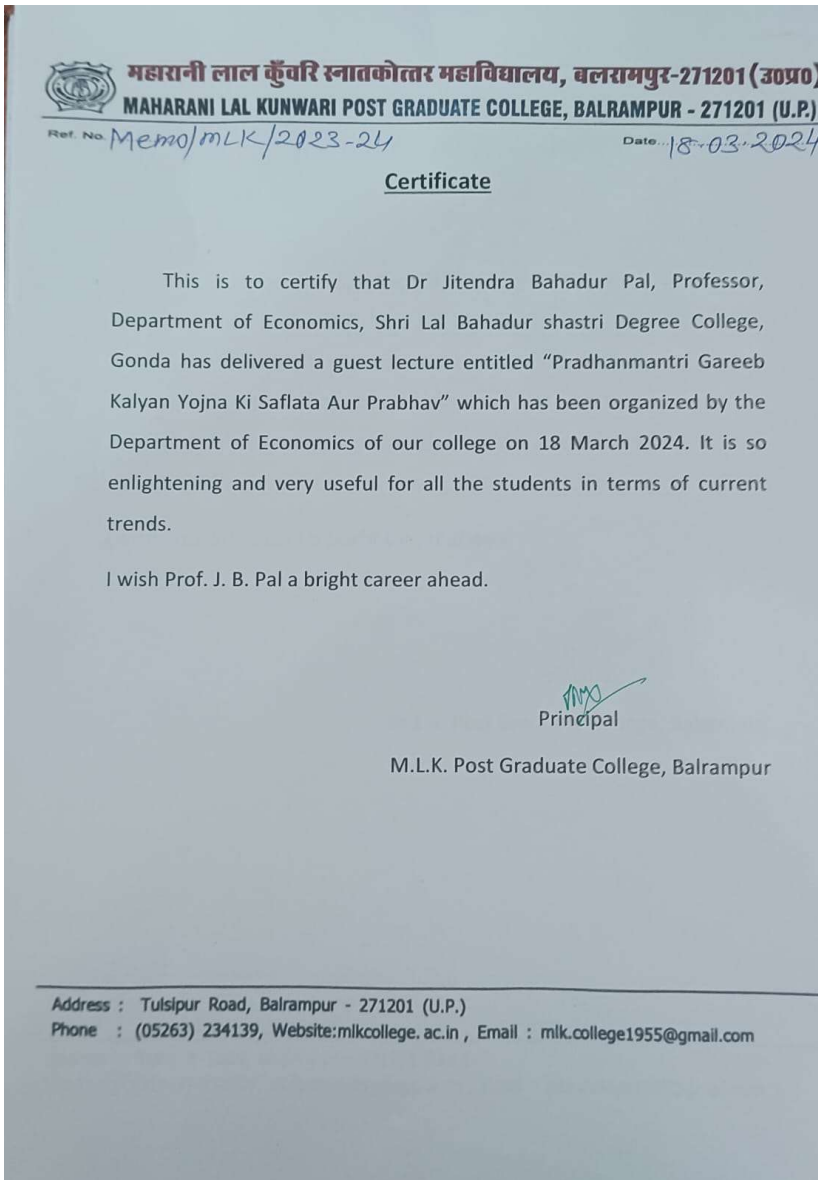 महारानी लाल कुँवरि स्नातकोत्तर महाविद्यालय, बलरामपुर-271201(उ०प्र०)
MAHARANI LAL KUNWARI POST GRADUATE COLLEGE, BALRAMPUR - 271201 (U.P.)
Ref. No. Memo/MLK/2023-24 Date...18-03-2024
Certificate
This is to certify that Dr Jitendra Bahadur Pal, Professor,
Department of Economics, Shri Lal Bahadur shastri Degree College,
Gonda has delivered a guest lecture entitled “Pradhanmantri Gareeb
Kalyan Yojna Ki Saflata Aur Prabhav” which has been organized by the
Department of Economics of our college on 18 March 2024. It is so
enlightening and very useful for all the students in terms of current
trends.
I wish Prof. J. B. Pal a bright career ahead.
Principal
M.L.K. Post Graduate College, Balrampur
Address : Tulsipur Road, Balrampur - 271201 (U.P.)
Phone : (05263) 234139, Website:mlkcollege. ac.in , Email : mlk.college1955@gmail.com